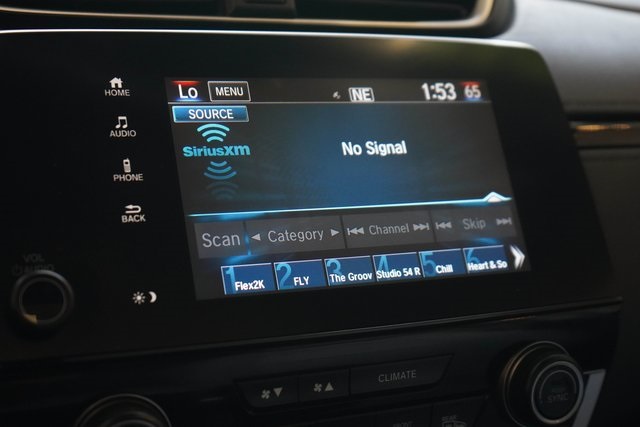 HOME
AUDIO
PHONE
BACK
VOL
Lo MENU NE 1:53 65
SOURCE
SiriusXM
No Signal
Scan Category Channel Skip
1 Flex2K 2 FLY 3 The Groov 4 Studio 54 R 5 Chill 6 Heart & So
CLIMATE
SYNC